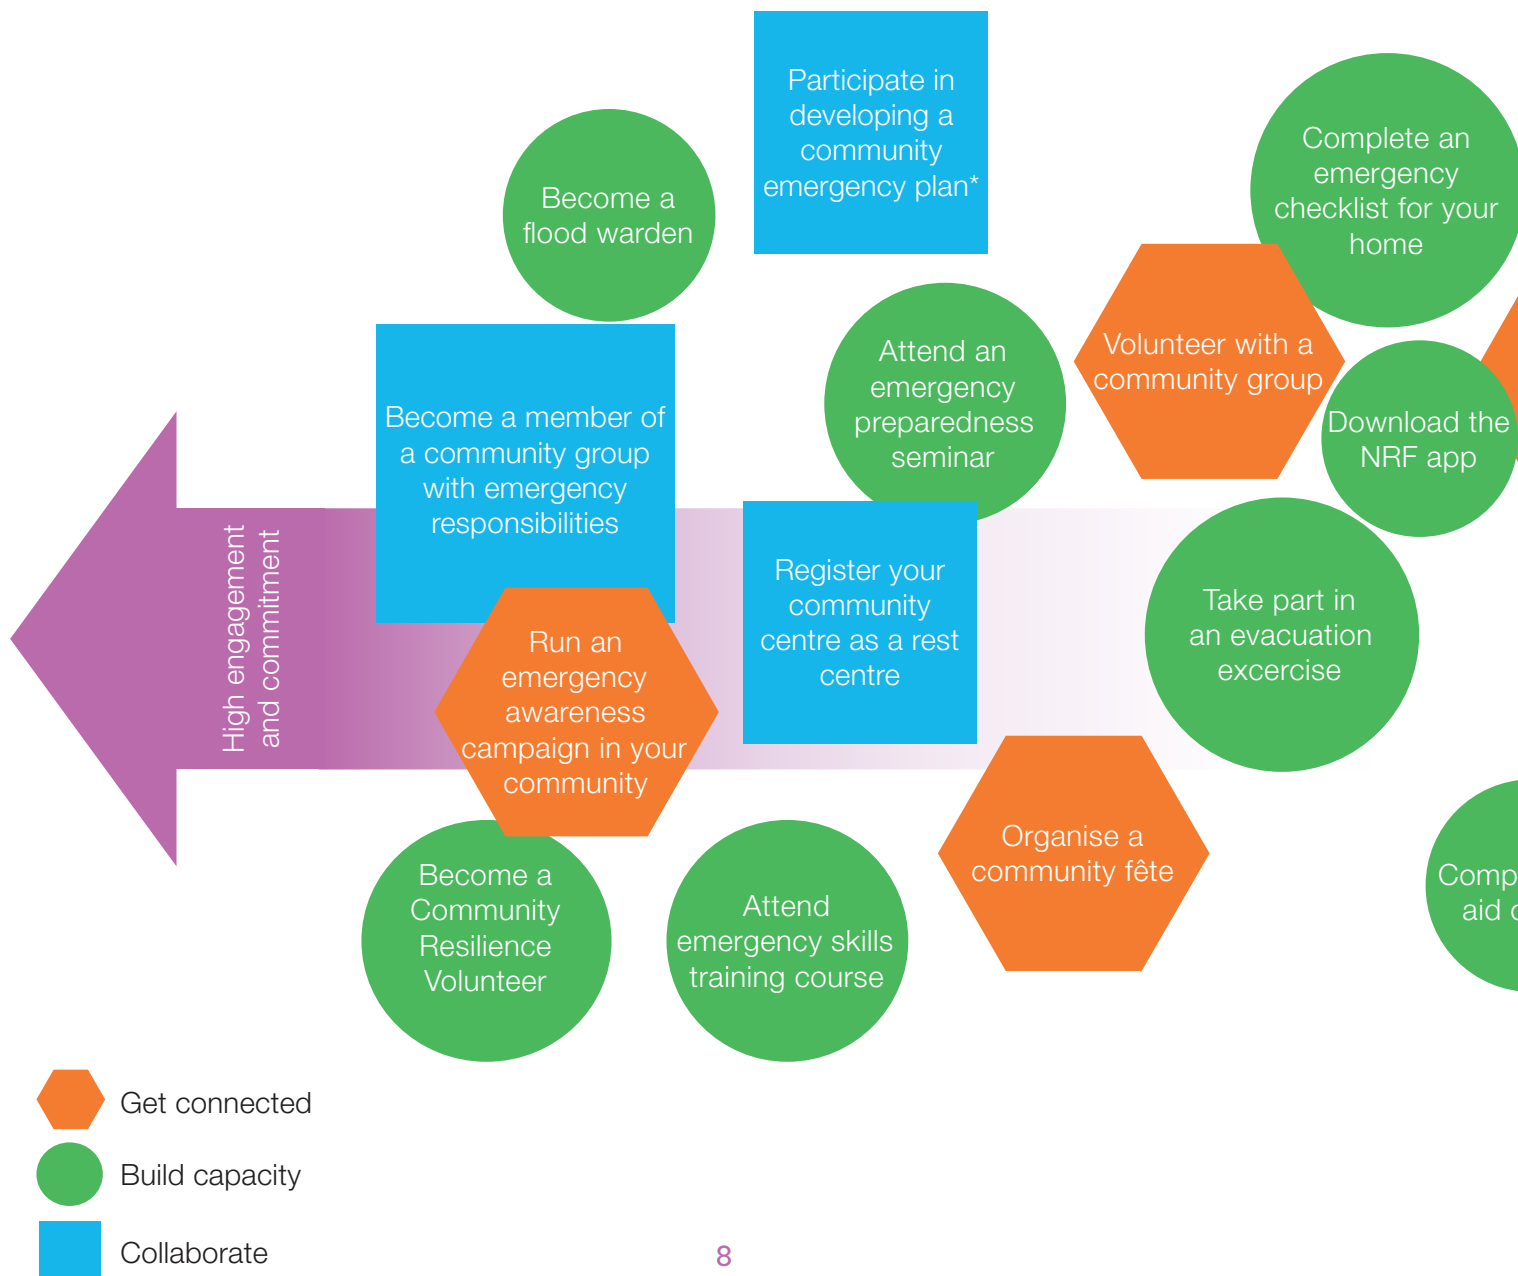 Participate in
developing a
community
emergency plan*
Complete an
emergency
checklist for your
home
Become a
flood warden
Attend an
emergency
preparedness
seminar
Volunteer with a
community group
Download the
NRF app
Become a member of
a community group
with emergency
responsibilities
High engagement
and commitment
Register your
community
centre as a rest
centre
Take part in
an evacuation
excercise
Run an
emergency
awareness
campaign in your
community
Organise a
community fête
Become a
Community
Resilience
Volunteer
Attend
emergency skills
training course
aid
Get connected
Build capacity
Collaborate
8